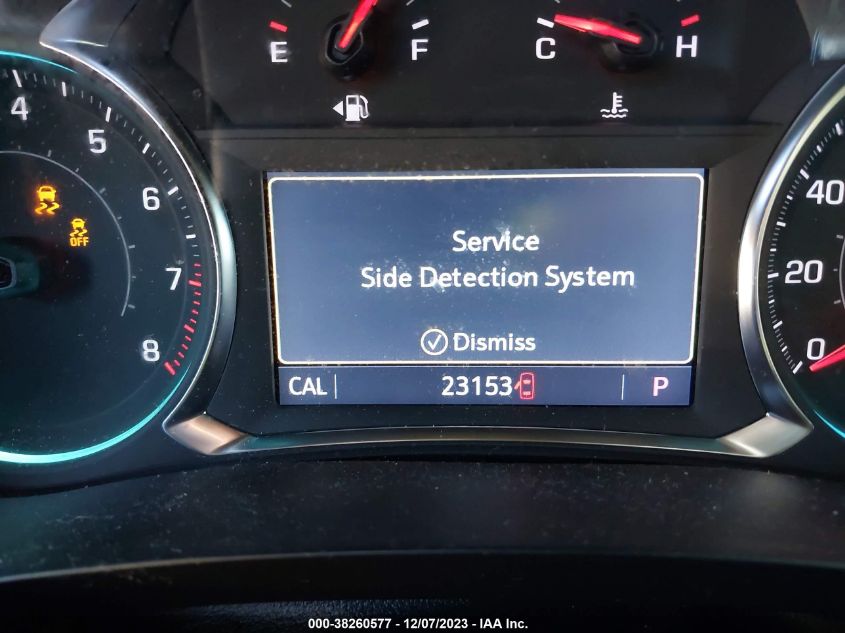 E F
C H
4
5
6
OFF
7
8
40
20
0
Service
Side Detection System
Dismiss
CAL 23153 P
000-38260577 - 12/07/2023 - IAA Inc.